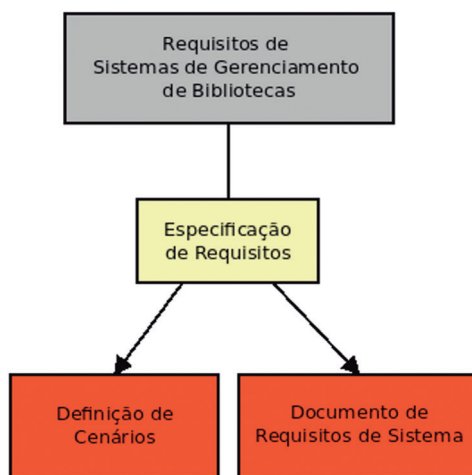 Requisitos de
Sistemas de Gerenciamento
de Bibliotecas
Especificação
de Requisitos
Definição de
Cenários
Documento de
Requisitos de Sistema